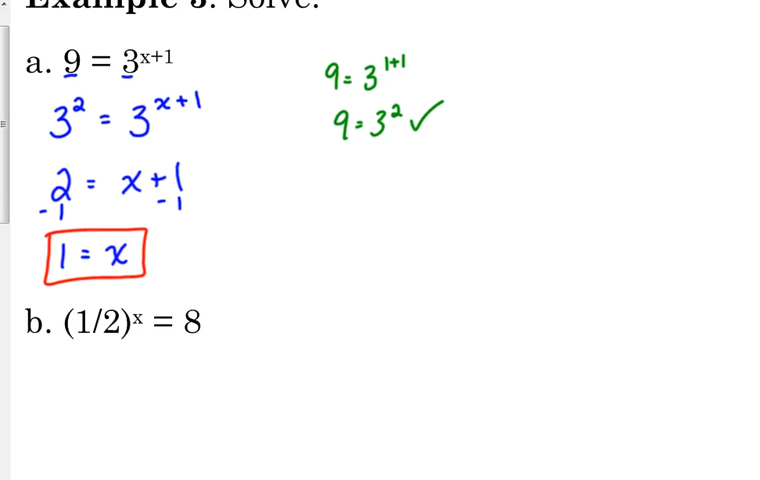 Example 3. Solve.
a. 9 = 3^{x+1}
3^2 = 3^{x+1}
2 = x+1
-1 -1
1 = x
9 = 3^{1+1}
9 = 3^2 ✓
b. (1/2)^x = 8